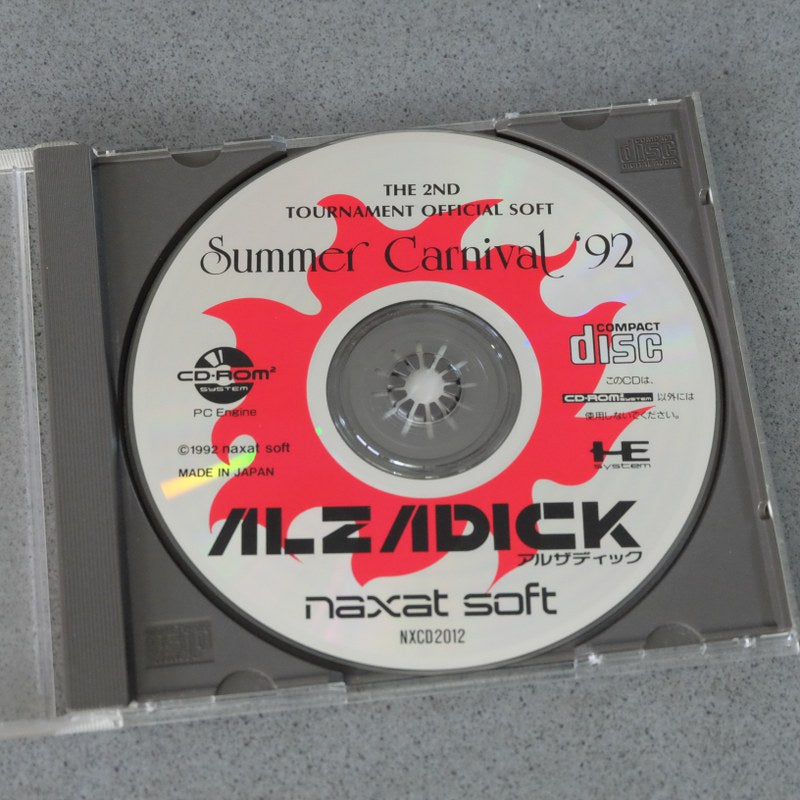 THE 2ND
TOURNAMENT OFFICIAL SOFT
Summer Carnival '92
COMPACT
disc
DIGITAL AUDIO
CD-ROM²
SYSTEM
PC Engine
このCDは、
CD-ROM² SYSTEM 以外には
使用しないでください。
©1992 naxat soft
MADE IN JAPAN
HE
system
ALZADICK
アルザディック
naxat soft
NXCD2012